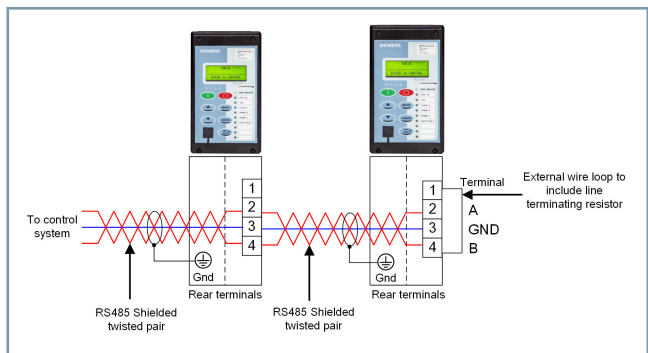 SIEMENS
SIEMENS
1
2
3
4
1
2
3
4
Terminal
A
GND
B
External wire loop to
include line
terminating resistor
To control
system
Gnd
Rear terminals
Gnd
Rear terminals
RS485 Shielded
twisted pair
RS485 Shielded
twisted pair